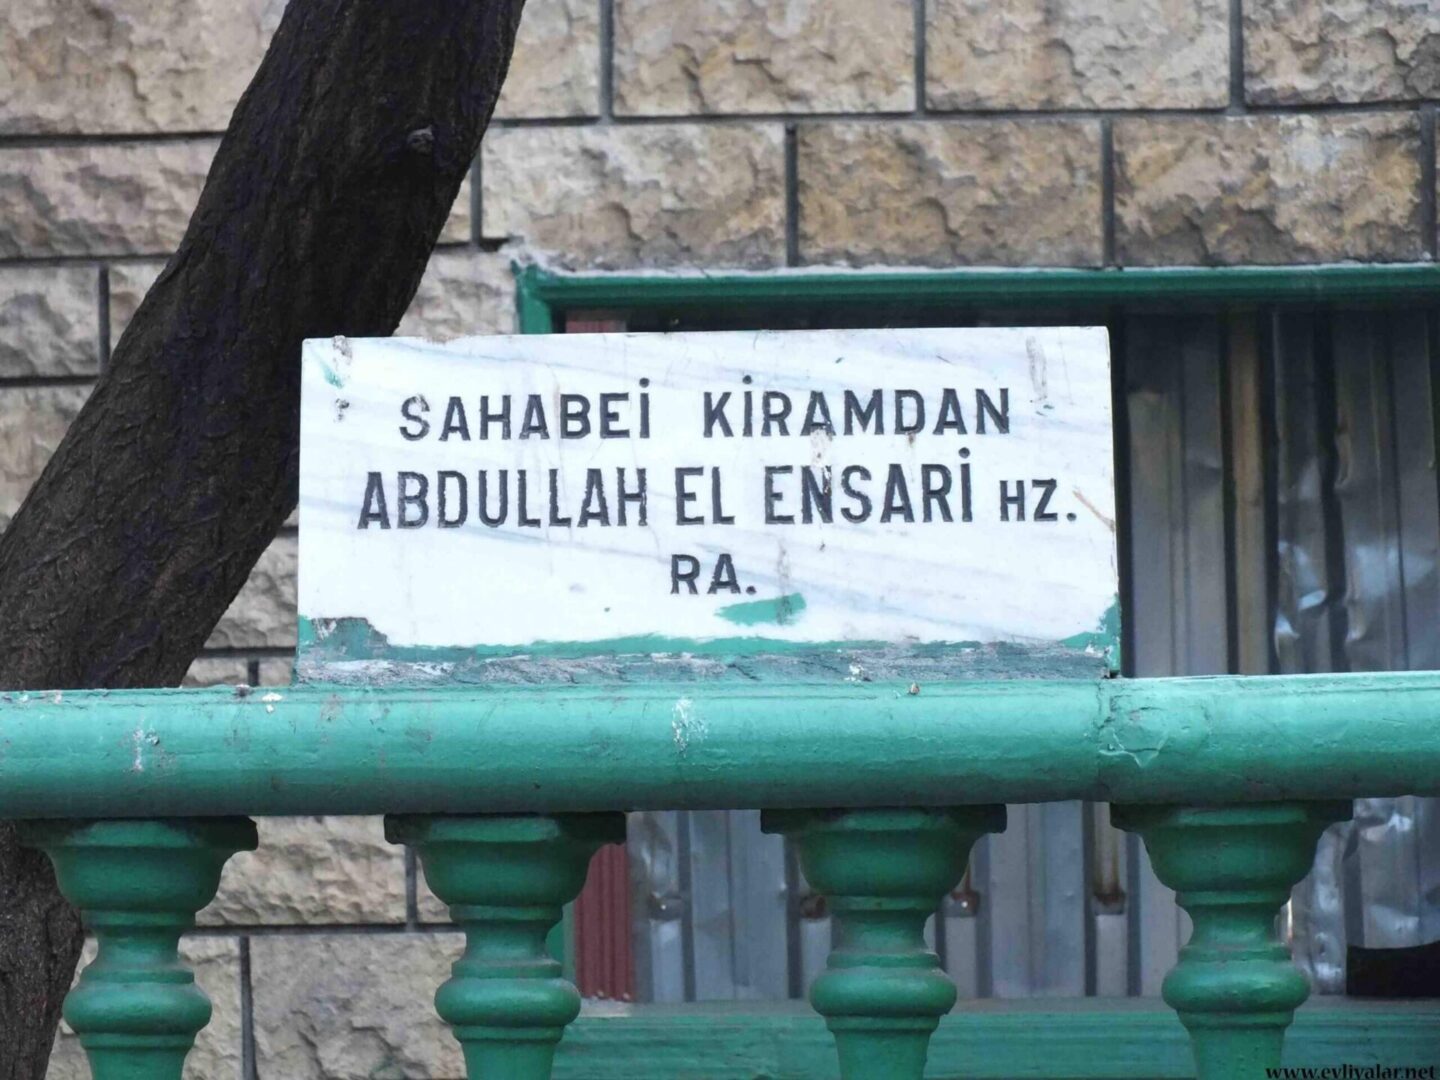 SAHABEİ KİRAMDAN
ABDULLAH EL ENSARİ HZ.
RA.
www.evliyalar.net